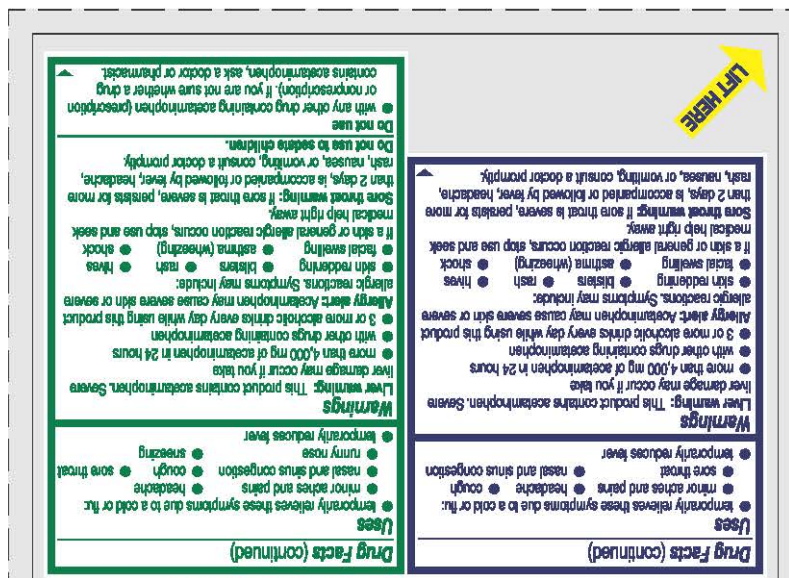 Drug Facts (continued)
Uses
● temporarily relieves these symptoms due to a cold or flu:
● minor aches and pains ● headache ● cough
● sore throat ● nasal and sinus congestion
● temporarily reduces fever
Warnings
Liver warning: This product contains acetaminophen. Severe
liver damage may occur if you take
● more than 4,000 mg of acetaminophen in 24 hours
● with other drugs containing acetaminophen
● 3 or more alcoholic drinks every day while using this product
Allergy alert: Acetaminophen may cause severe skin or severe
allergic reactions. Symptoms may include:
● skin reddening ● blisters ● rash ● hives
● facial swelling ● asthma (wheezing) ● shock
If a skin or general allergic reaction occurs, stop use and seek
medical help right away.
Sore throat warning: If sore throat is severe, persists for more
than 2 days, is accompanied or followed by fever, headache,
rash, nausea, or vomiting, consult a doctor promptly.
LIFT HERE
Drug Facts (continued)
Uses
● temporarily relieves these symptoms due to a cold or flu:
● minor aches and pains ● headache
● nasal and sinus congestion ● cough ● sore throat
● runny nose ● sneezing
● temporarily reduces fever
Warnings
Liver warning: This product contains acetaminophen. Severe
liver damage may occur if you take
● more than 4,000 mg of acetaminophen in 24 hours
● with other drugs containing acetaminophen
● 3 or more alcoholic drinks every day while using this product
Allergy alert: Acetaminophen may cause severe skin or severe
allergic reactions. Symptoms may include:
● skin reddening ● blisters ● rash ● hives
● facial swelling ● asthma (wheezing) ● shock
If a skin or general allergic reaction occurs, stop use and seek
medical help right away.
Sore throat warning: If sore throat is severe, persists for more
than 2 days, is accompanied or followed by fever, headache,
rash, nausea, or vomiting, consult a doctor promptly.
Do not use to sedate children.
Do not use
● with any other drug containing acetaminophen (prescription
or nonprescription). If you are not sure whether a drug
contains acetaminophen, ask a doctor or pharmacist.